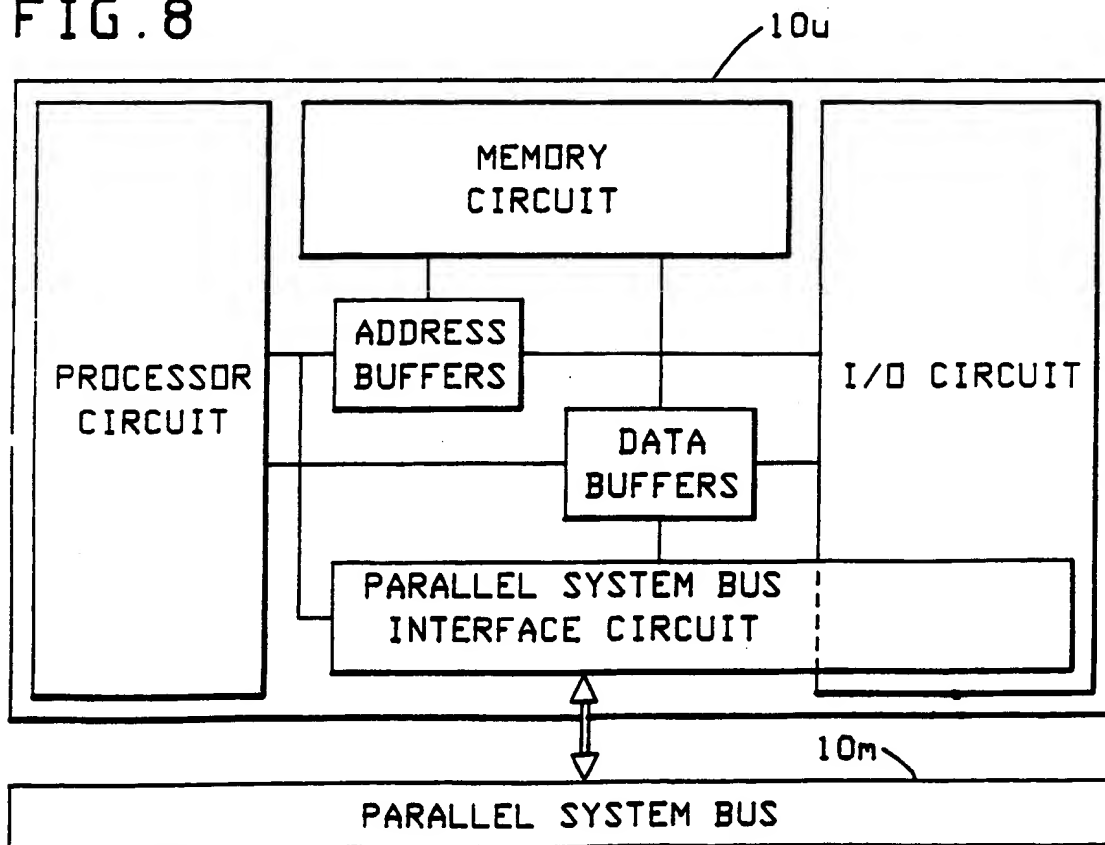 FIG.8
10u
MEMORY
CIRCUIT
ADDRESS
BUFFERS
PROCESSOR
CIRCUIT
I/O CIRCUIT
DATA
BUFFERS
PARALLEL SYSTEM BUS
INTERFACE CIRCUIT
10m
PARALLEL SYSTEM BUS